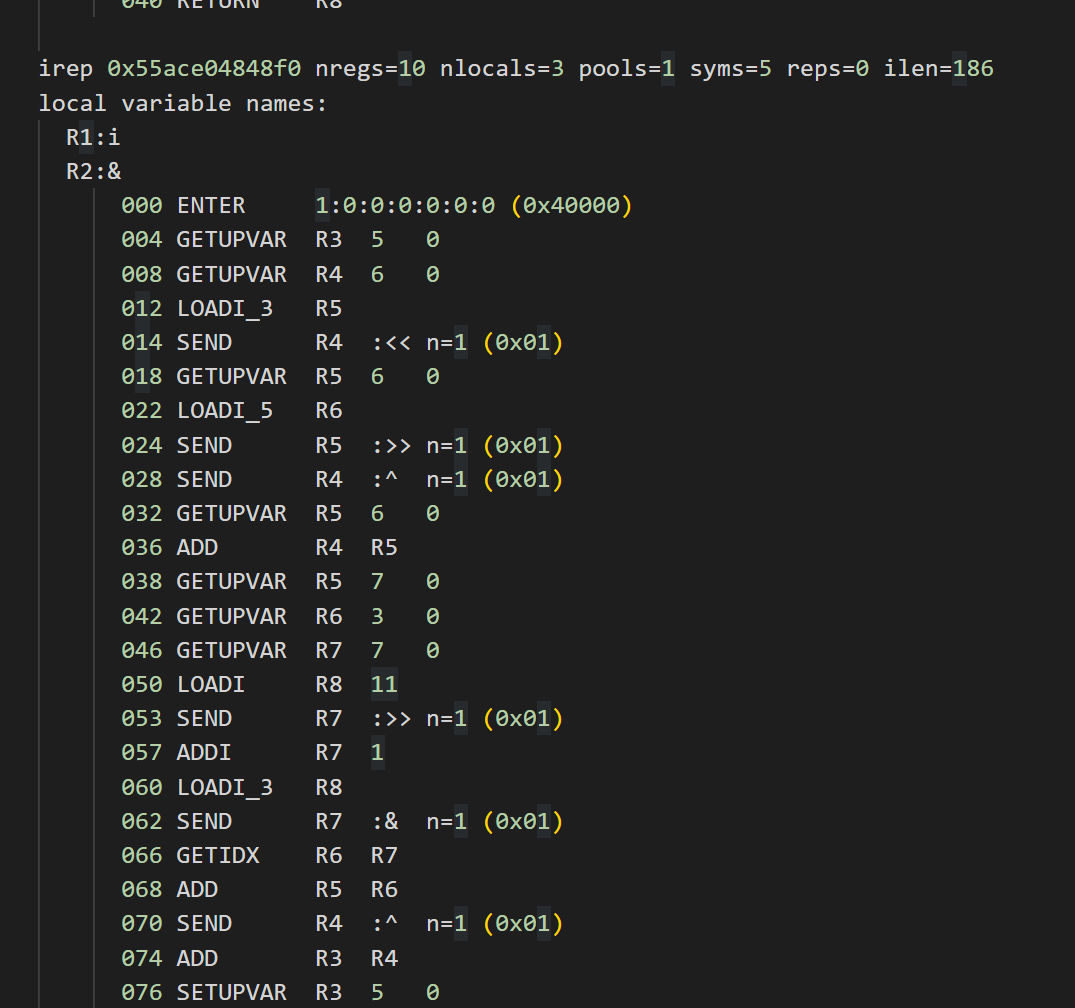 040 RETURN R8
irep 0x55ace04848f0 nregs=10 nlocals=3 pools=1 syms=5 reps=0 ilen=186
local variable names:
R1:i
R2:&
000 ENTER 1:0:0:0:0:0:0 (0x40000)
004 GETUPVAR R3 5 0
008 GETUPVAR R4 6 0
012 LOADI_3 R5
014 SEND R4 :<< n=1 (0x01)
018 GETUPVAR R5 6 0
022 LOADI_5 R6
024 SEND R5 :>> n=1 (0x01)
028 SEND R4 :^ n=1 (0x01)
032 GETUPVAR R5 6 0
036 ADD R4 R5
038 GETUPVAR R5 7 0
042 GETUPVAR R6 3 0
046 GETUPVAR R7 7 0
050 LOADI R8 11
053 SEND R7 :>> n=1 (0x01)
057 ADDI R7 1
060 LOADI_3 R8
062 SEND R7 :& n=1 (0x01)
066 GETIDX R6 R7
068 ADD R5 R6
070 SEND R4 :^ n=1 (0x01)
074 ADD R3 R4
076 SETUPVAR R3 5 0